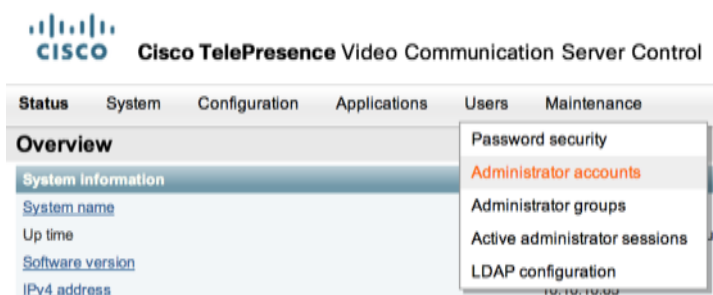 CISCO
Cisco TelePresence Video Communication Server Control
Status System Configuration Applications Users Maintenance
Overview
Password security
System information
Administrator accounts
System name
Administrator groups
Up time
Active administrator sessions
Software version
LDAP configuration
IPv4 address